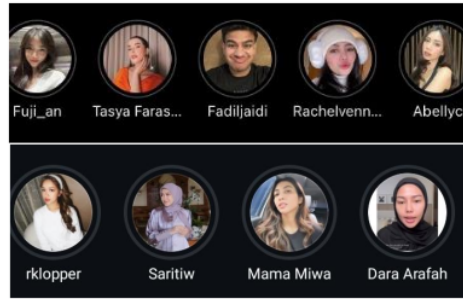 Fuji_an Tasya Faras... Fadiljaidi Rachelvenn... Abellyc
rklopper Saritiw Mama Miwa Dara Arafah